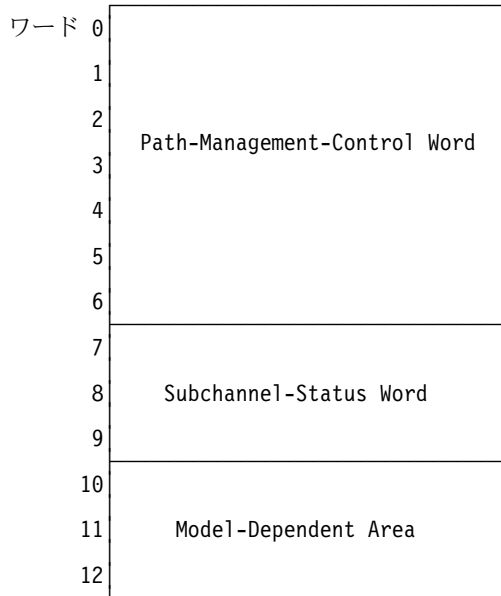 ワード 0
1
2
Path-Management-Control Word
3
4
5
6
7
8 Subchannel-Status Word
9
10
11 Model-Dependent Area
12